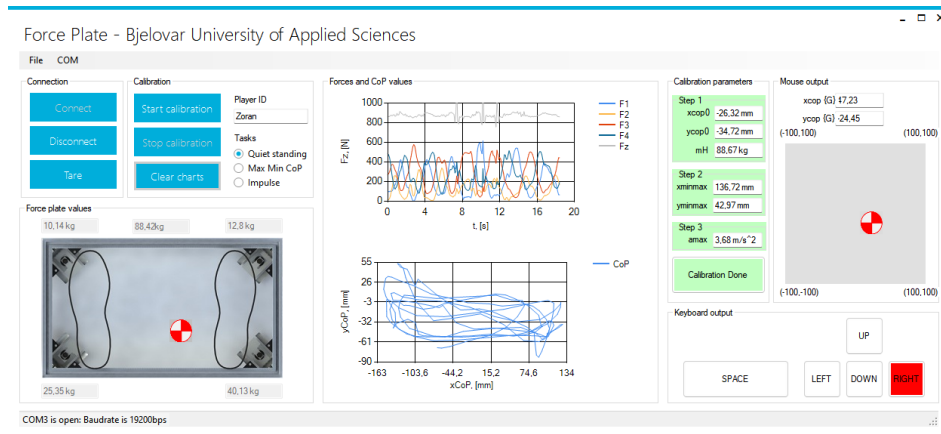 Force Plate - Bjelovar University of Applied Sciences
File COM
Connection
Connect
Disconnect
Tare
Calibration
Start calibration
Stop calibration
Clear charts
Player ID
Zoran
Tasks
Quiet standing
Max Min CoP
Impulse
Force plate values
10,14 kg
88,42kg
12,8 kg
25,35 kg
40,13 kg
Forces and CoP values
1000
800
600
400
200
0
Fz, [N]
0 4 8 12 16 20
t, [s]
F1
F2
F3
F4
Fz
55
26
-3
-32
-61
-90
yCoP, [mm]
-163 -103,6 -44,2 15,2 74,6 134
xCoP, [mm]
CoP
Calibration parameters
Step 1
xcop0 -26,32 mm
ycop0 -34,72 mm
mH 88,67 kg
Step 2
xminmax 136,72 mm
yminmax 42,97 mm
Step 3
amax 3,68 m/s^2
Calibration Done
Mouse output
xcop {G} 47,23
ycop {G} -24,45
(-100,100) (100,100)
(-100,-100) (100,100)
Keyboard output
UP
SPACE LEFT DOWN RIGHT
COM3 is open: Baudrate is 19200bps